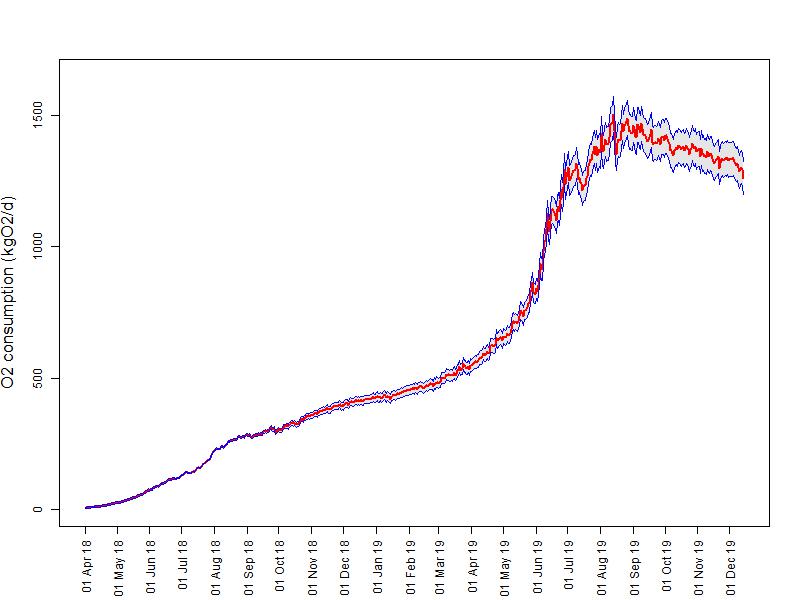 O2 consumption (kgO2/d)
1500
1000
500
0
01 Apr 18
01 May 18
01 Jun 18
01 Jul 18
01 Aug 18
01 Sep 18
01 Oct 18
01 Nov 18
01 Dec 18
01 Jan 19
01 Feb 19
01 Mar 19
01 Apr 19
01 May 19
01 Jun 19
01 Jul 19
01 Aug 19
01 Sep 19
01 Oct 19
01 Nov 19
01 Dec 19